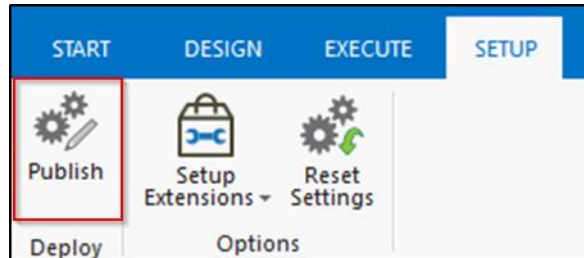 START DESIGN EXECUTE SETUP
Publish
Setup
Extensions
Reset
Settings
Deploy
Options